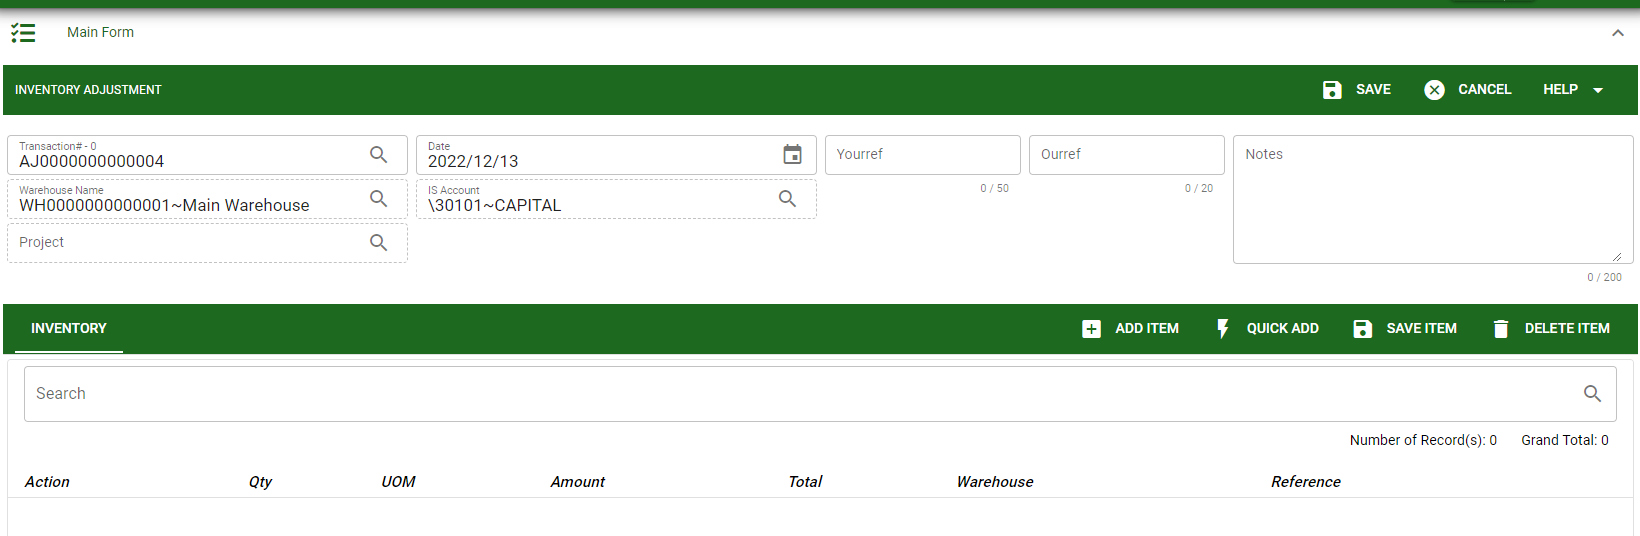 Main Form
INVENTORY ADJUSTMENT
SAVE
CANCEL
HELP
Transaction# - 0
AJ0000000000004
Date
2022/12/13
Yourref
0 / 50
Ourref
0 / 20
Notes
0 / 200
Warehouse Name
WH0000000000001~Main Warehouse
IS Account
\30101~CAPITAL
Project
INVENTORY
ADD ITEM
QUICK ADD
SAVE ITEM
DELETE ITEM
Search
Number of Record(s): 0 Grand Total: 0
Action Qty UOM Amount Total Warehouse Reference